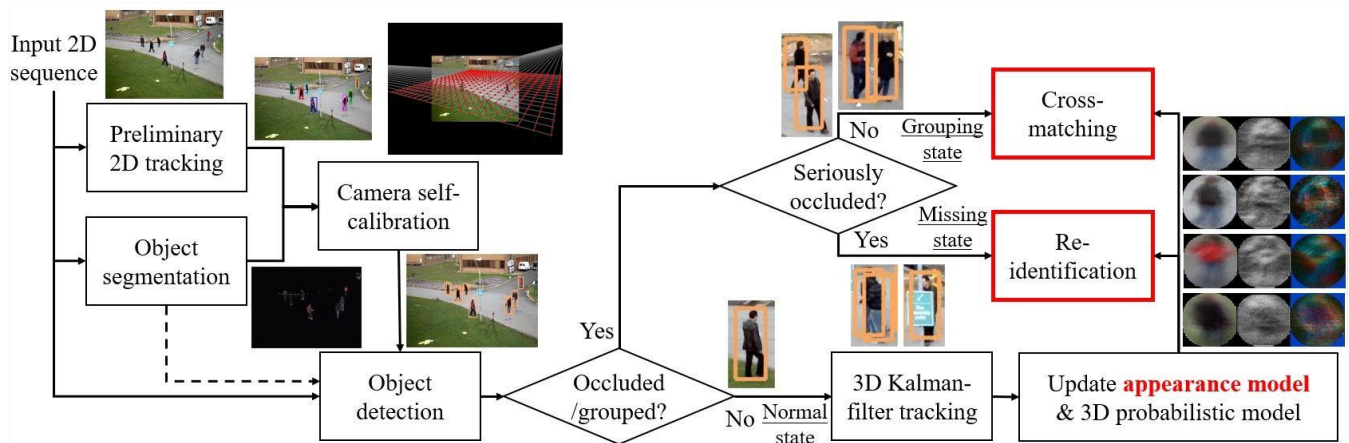 Input 2D
sequence
Preliminary
2D tracking
Object
segmentation
Camera self-
calibration
Object
detection
Occluded
/grouped?
Yes
No
Normal
state
Seriously
occluded?
No
Grouping
state
Yes
Missing
state
Cross-
matching
Re-
identification
3D Kalman-
filter tracking
Update appearance model
& 3D probabilistic model